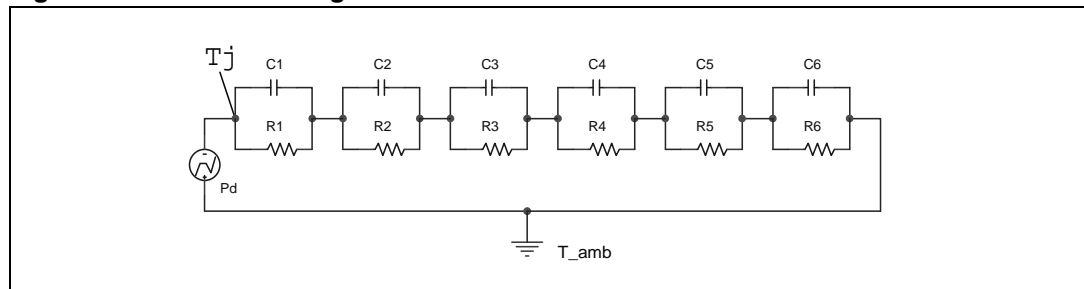 Tj
C1 C2 C3 C4 C5 C6
R1 R2 R3 R4 R5 R6
Pd
T_amb